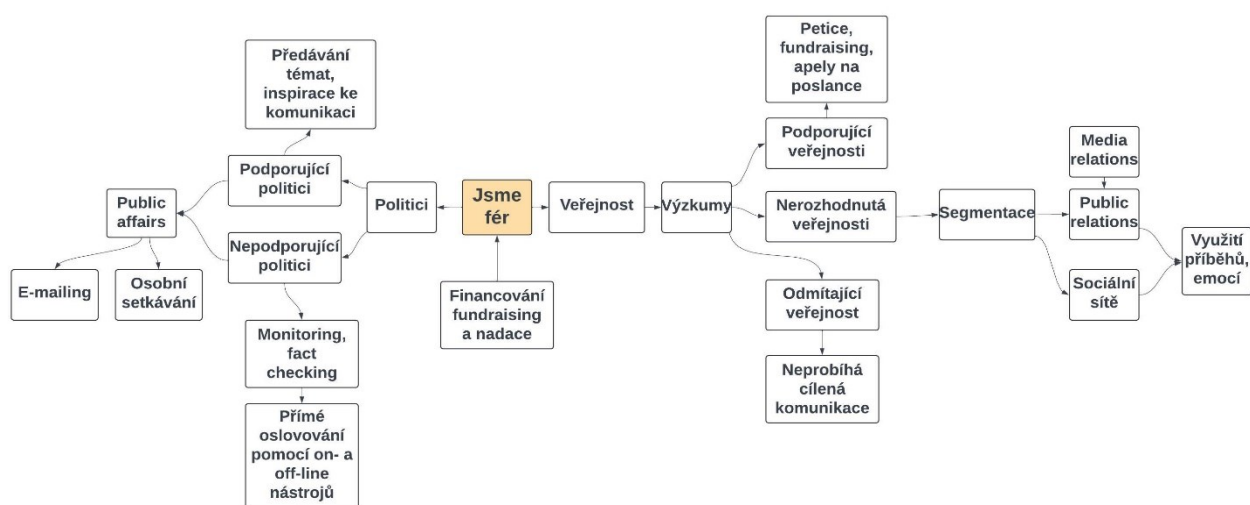 Předávání
témat,
inspirace ke
komunikaci
Podporující
politici
Public
affairs
E-mailing
Osobní
setkávání
Nepodporující
politici
Monitoring,
fact
checking
Přímé
oslovování
pomocí on- a
off-line
nástrojů
Politici
Jsme
fér
Financování
fundraising
a nadace
Veřejnost
Výzkumy
Petice,
fundraising,
apely na
poslance
Podporující
veřejnosti
Nerozhodnutá
veřejnosti
Odmítající
veřejnost
Neprobíhá
cílená
komunikace
Segmentace
Media
relations
Public
relations
Sociální
sítě
Využití
příběhů,
emocí